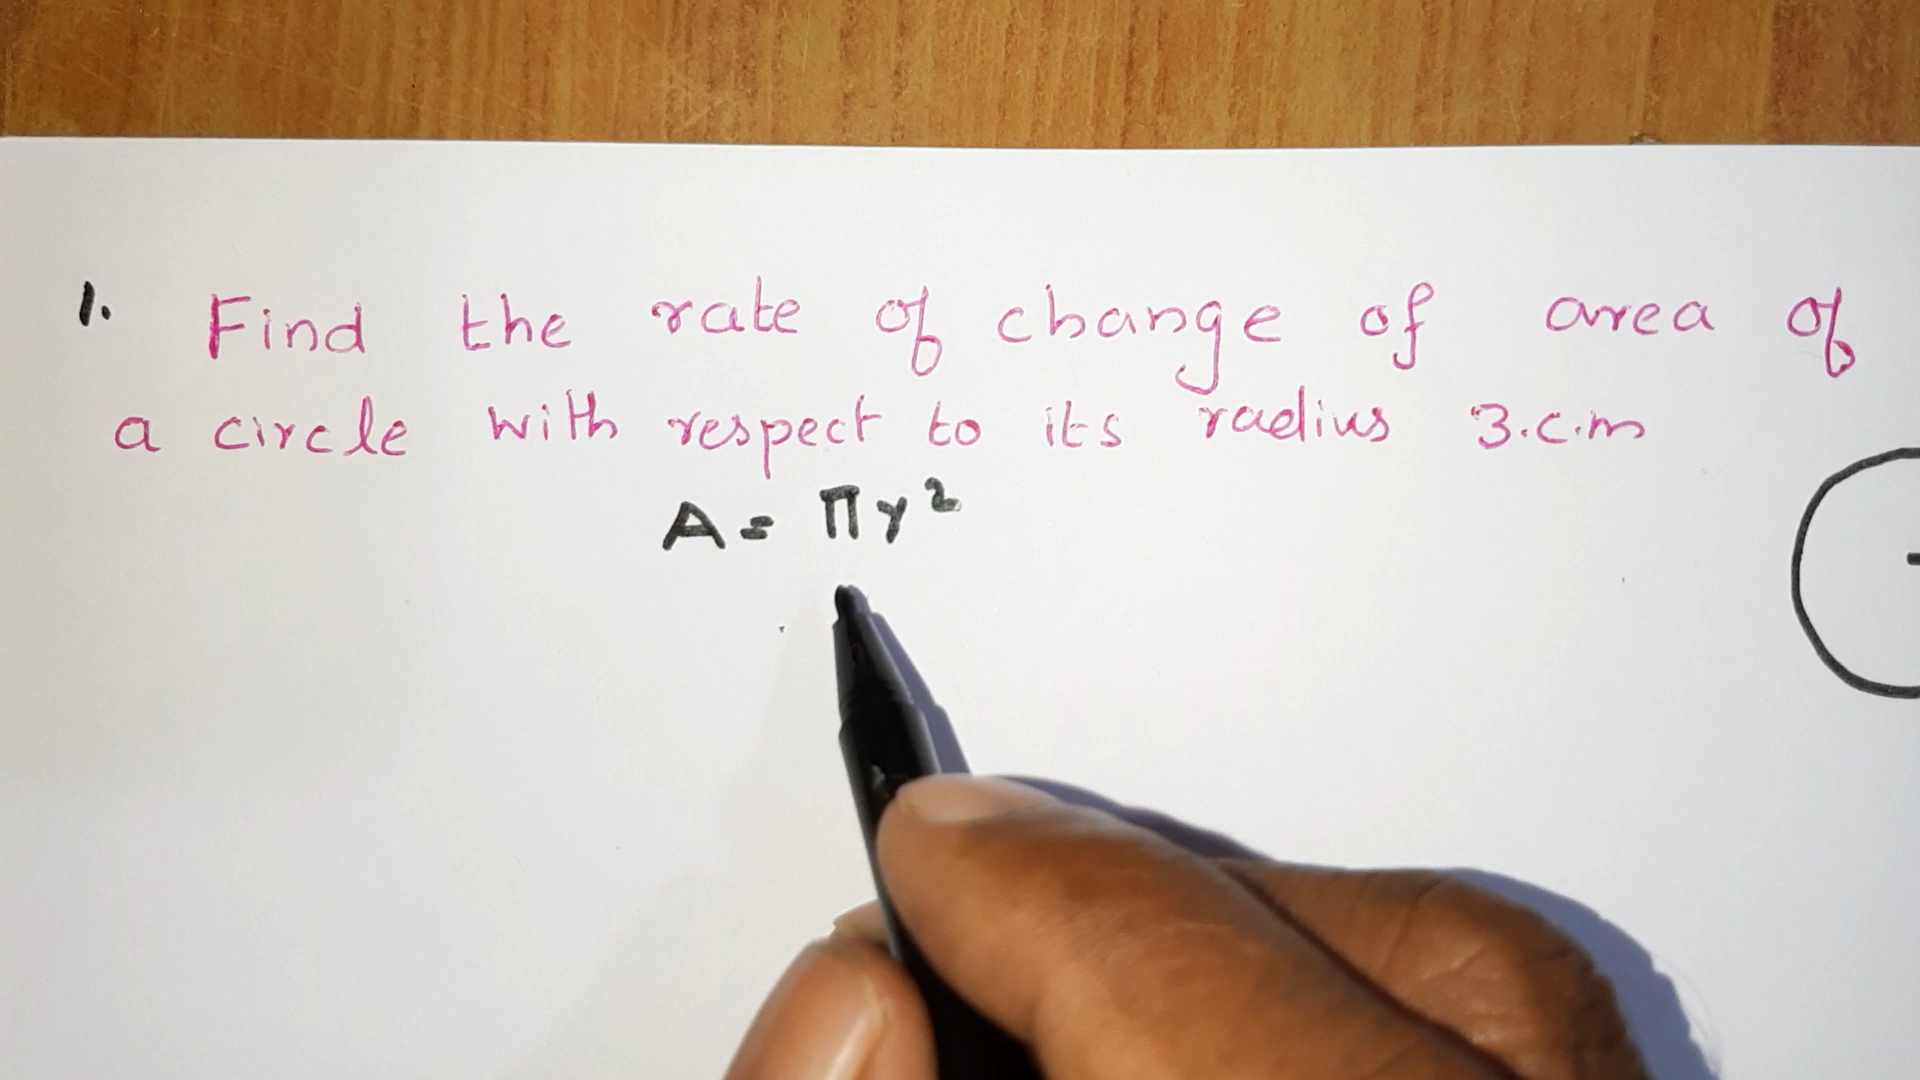 1. Find the rate of change of area of
a circle with respect to its radius 3.c.m
A = πr²